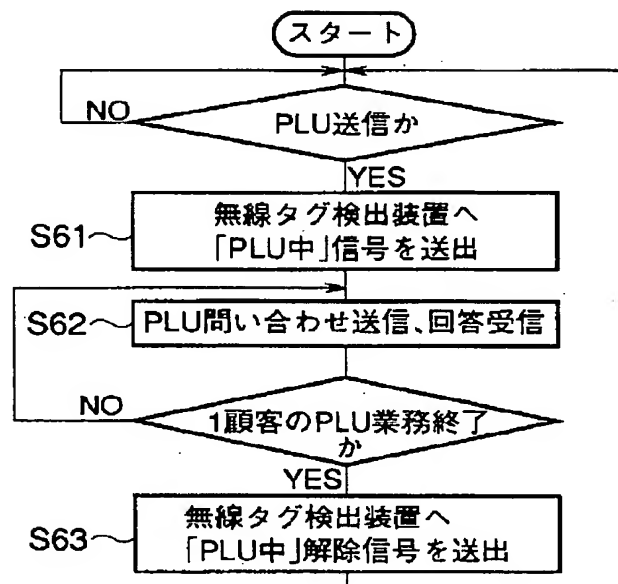 スタート
NO
PLU送信か
YES
S61
無線タグ検出装置へ
「PLU中」信号を送出
S62
PLU問い合わせ送信、回答受信
NO
1顧客のPLU業務終了
か
YES
S63
無線タグ検出装置へ
「PLU中」解除信号を送出